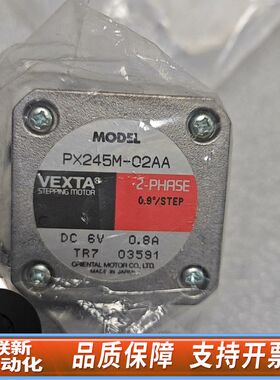 MODEL
PX245M-02AA
VEXTA
STEPPING MOTOR
2-PHASE
0.9°/STEP
DC 6V 0.8A
TR7 03591
ORIENTAL MOTOR CO., LTD.
MADE IN JAPAN
联新
动化
品质保障 支持开票